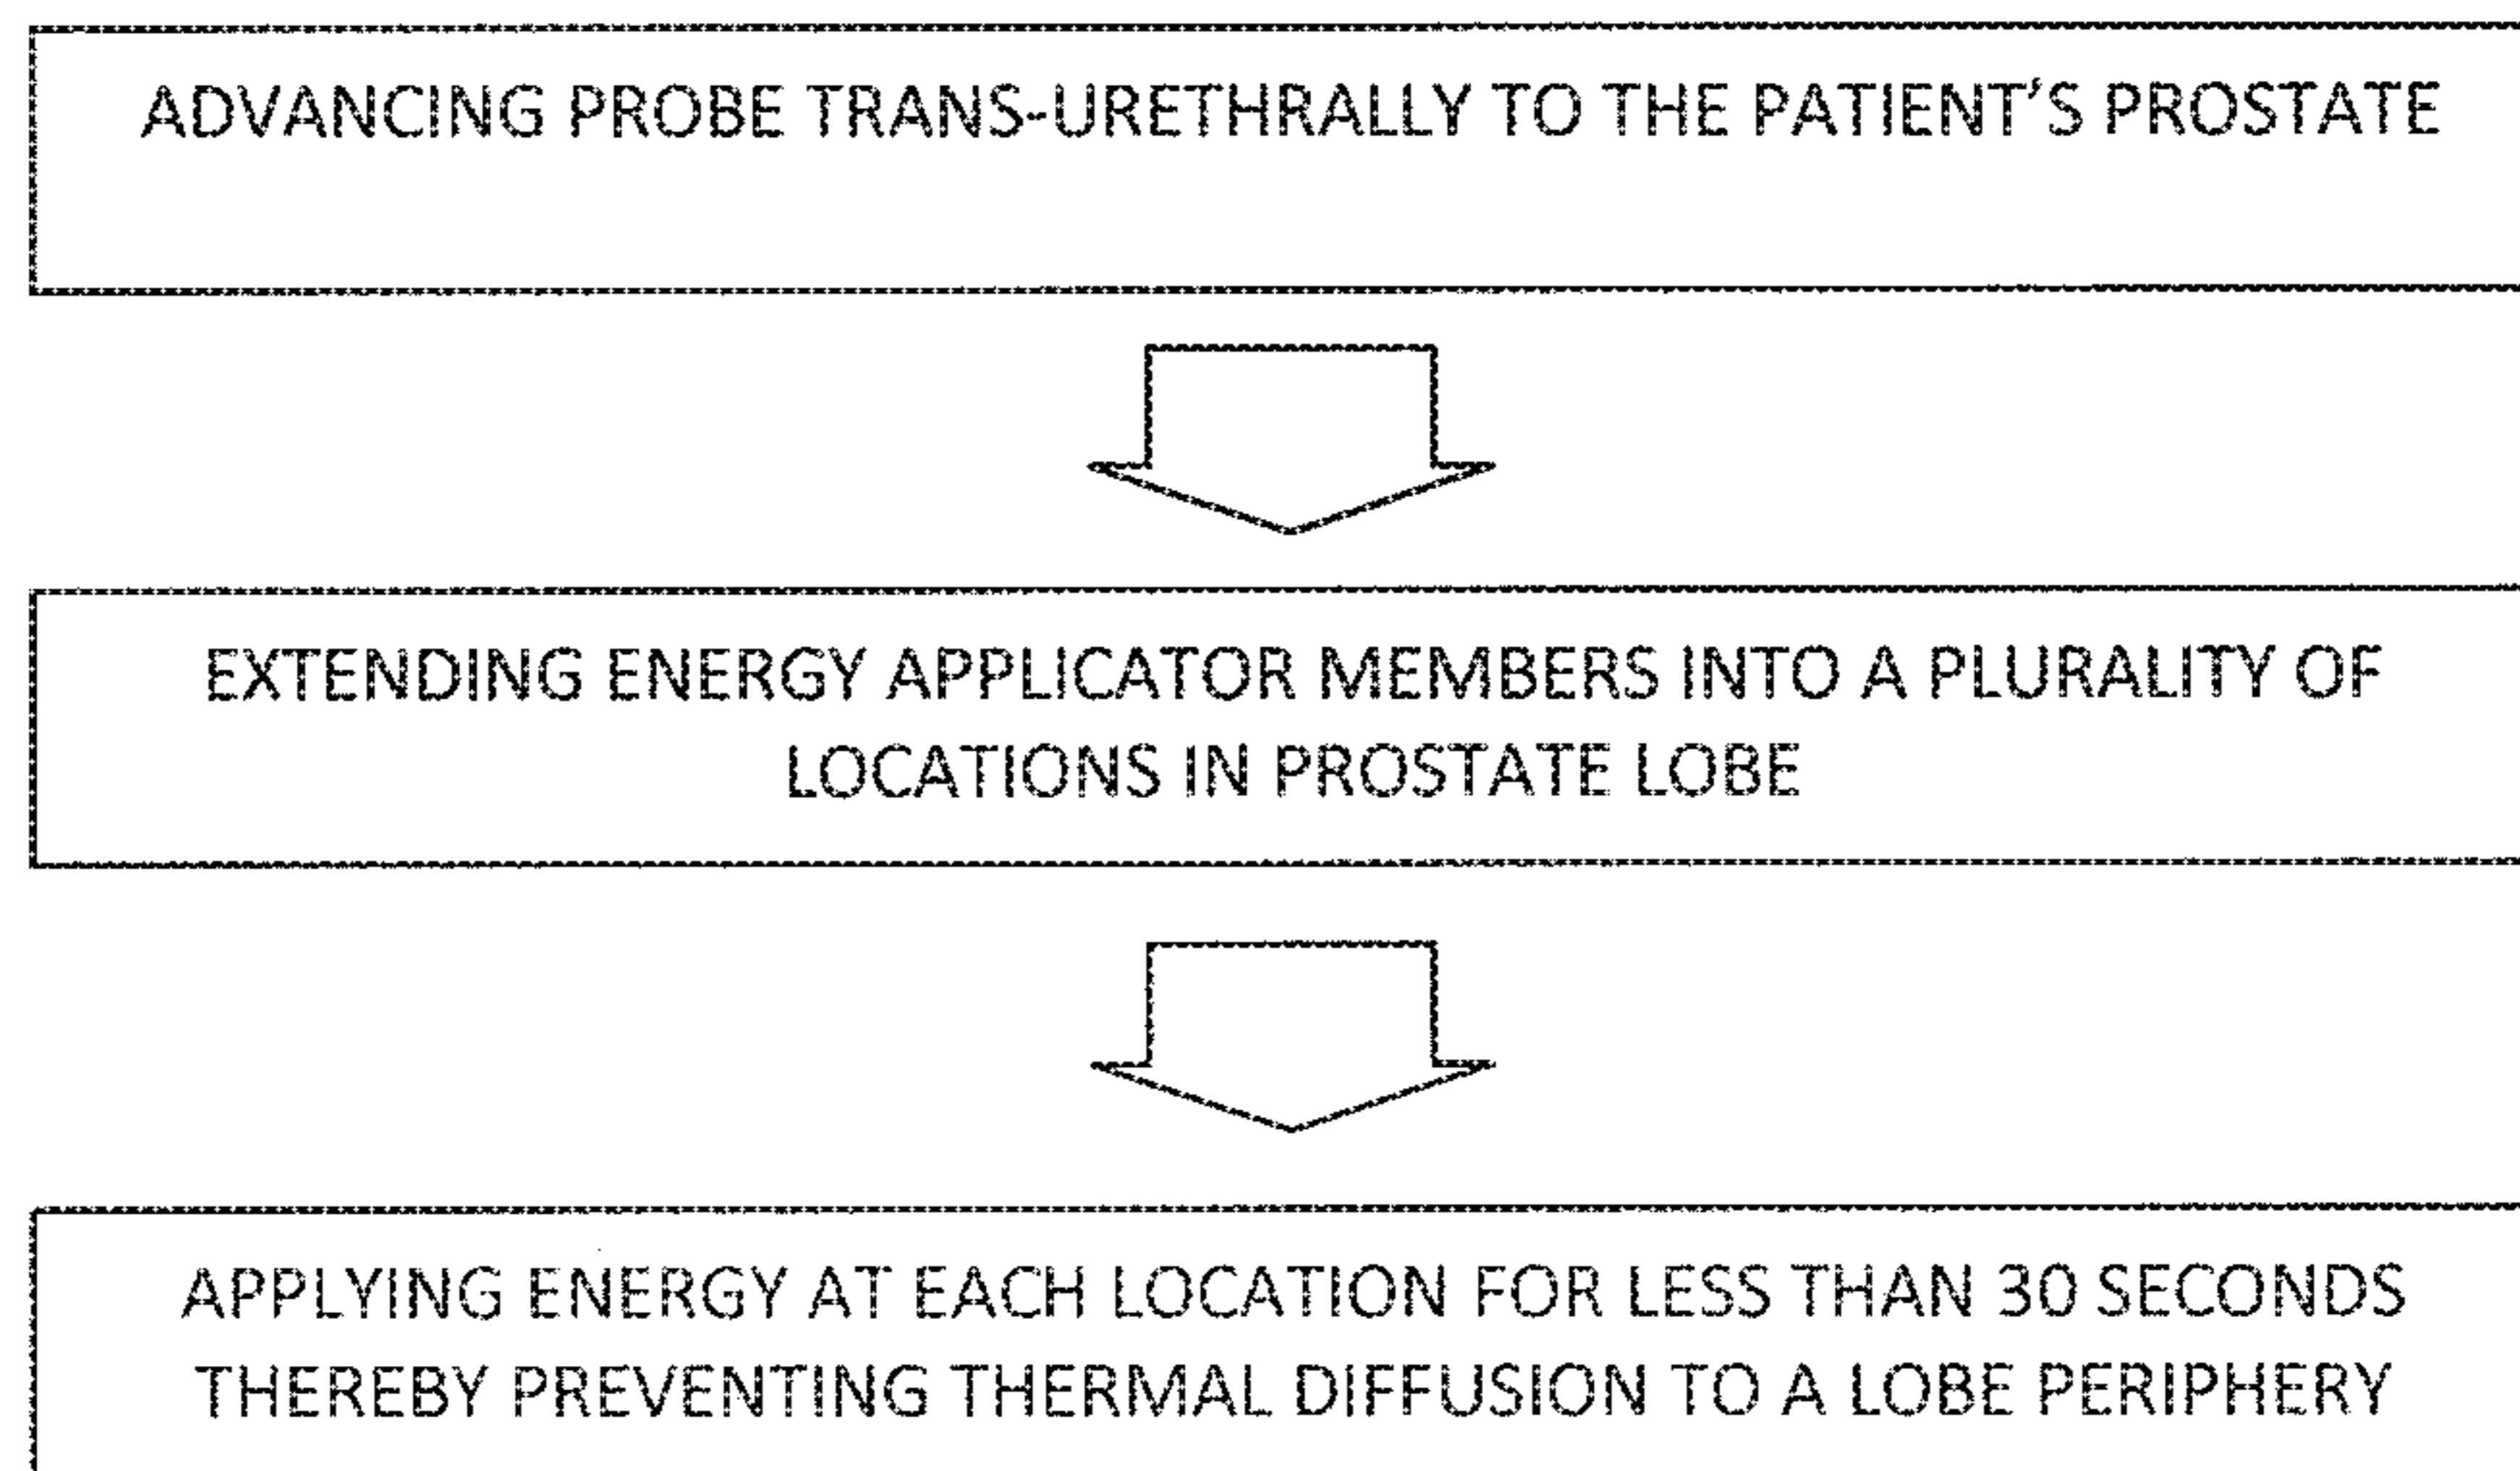 ADVANCING PROBE TRANS-URETHRALLY TO THE PATIENT'S PROSTATE
EXTENDING ENERGY APPLICATOR MEMBERS INTO A PLURALITY OF
LOCATIONS IN PROSTATE LOBE
APPLYING ENERGY AT EACH LOCATION FOR LESS THAN 30 SECONDS
THEREBY PREVENTING THERMAL DIFFUSION TO A LOBE PERIPHERY